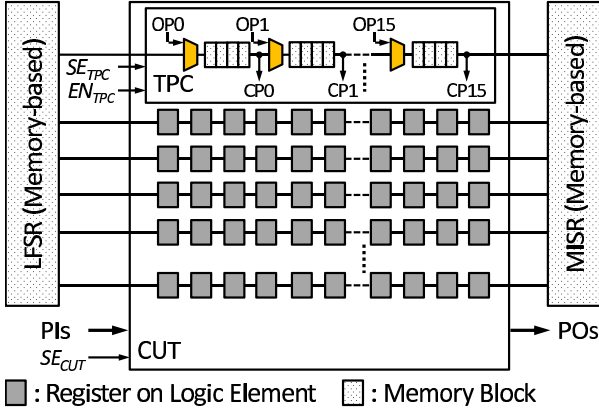 OP0 OP1 OP15
SE_TPC
EN_TPC
TPC
CP0 CP1 CP15
LFSR (Memory-based)
MISR (Memory-based)
PIs
POs
SE_CUT
CUT
: Register on Logic Element : Memory Block